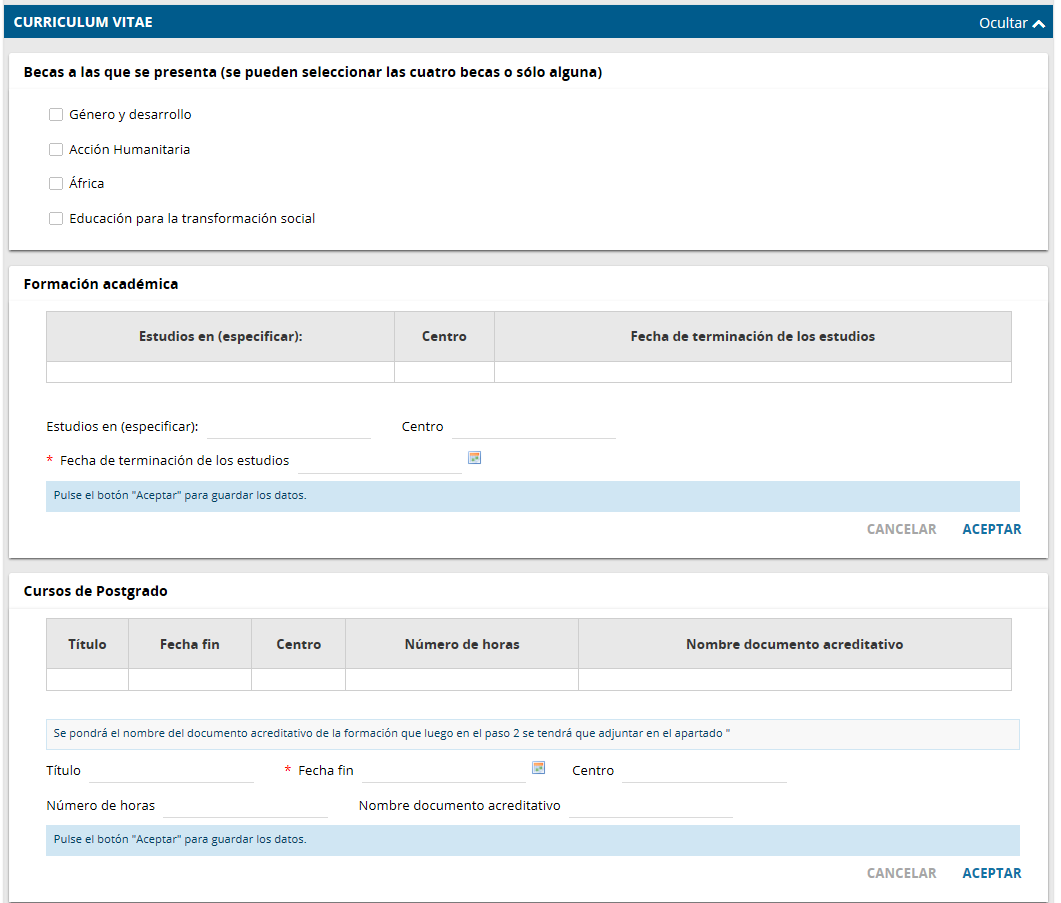 CURRICULUM VITAE Ocultar
Becas a las que se presenta (se pueden seleccionar las cuatro becas o sólo alguna)
Género y desarrollo
Acción Humanitaria
África
Educación para la transformación social
Formación académica
Estudios en (especificar): Centro Fecha de terminación de los estudios
Estudios en (especificar): Centro
* Fecha de terminación de los estudios
Pulse el botón "Aceptar" para guardar los datos.
CANCELAR ACEPTAR
Cursos de Postgrado
Título Fecha fin Centro Número de horas Nombre documento acreditativo
Se pondrá el nombre del documento acreditativo de la formación que luego en el paso 2 se tendrá que adjuntar en el apartado "
Título * Fecha fin Centro
Número de horas Nombre documento acreditativo
Pulse el botón "Aceptar" para guardar los datos.
CANCELAR ACEPTAR